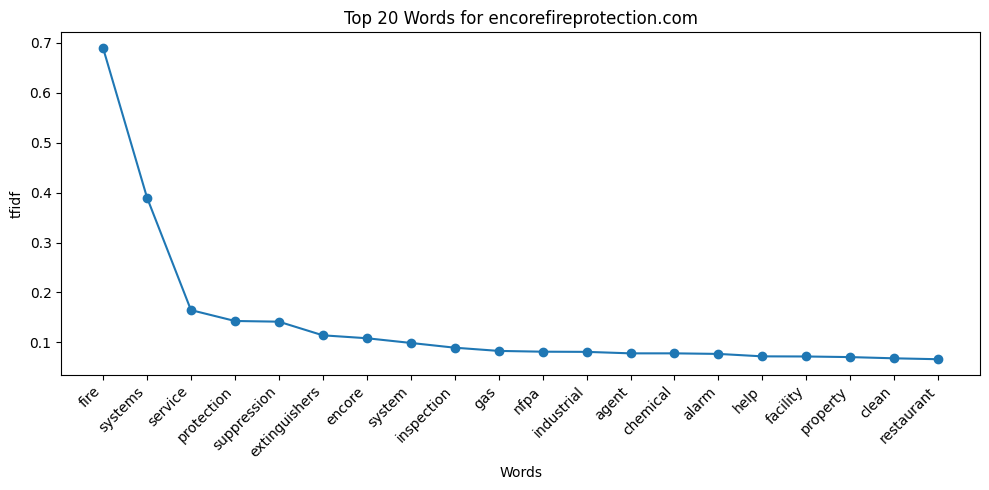 Top 20 Words for encorefireprotection.com
tfidf
0.7
0.6
0.5
0.4
0.3
0.2
0.1
fire
systems
service
protection
suppression
extinguishers
encore
system
inspection
gas
nfpa
industrial
agent
chemical
alarm
help
facility
property
clean
restaurant
Words